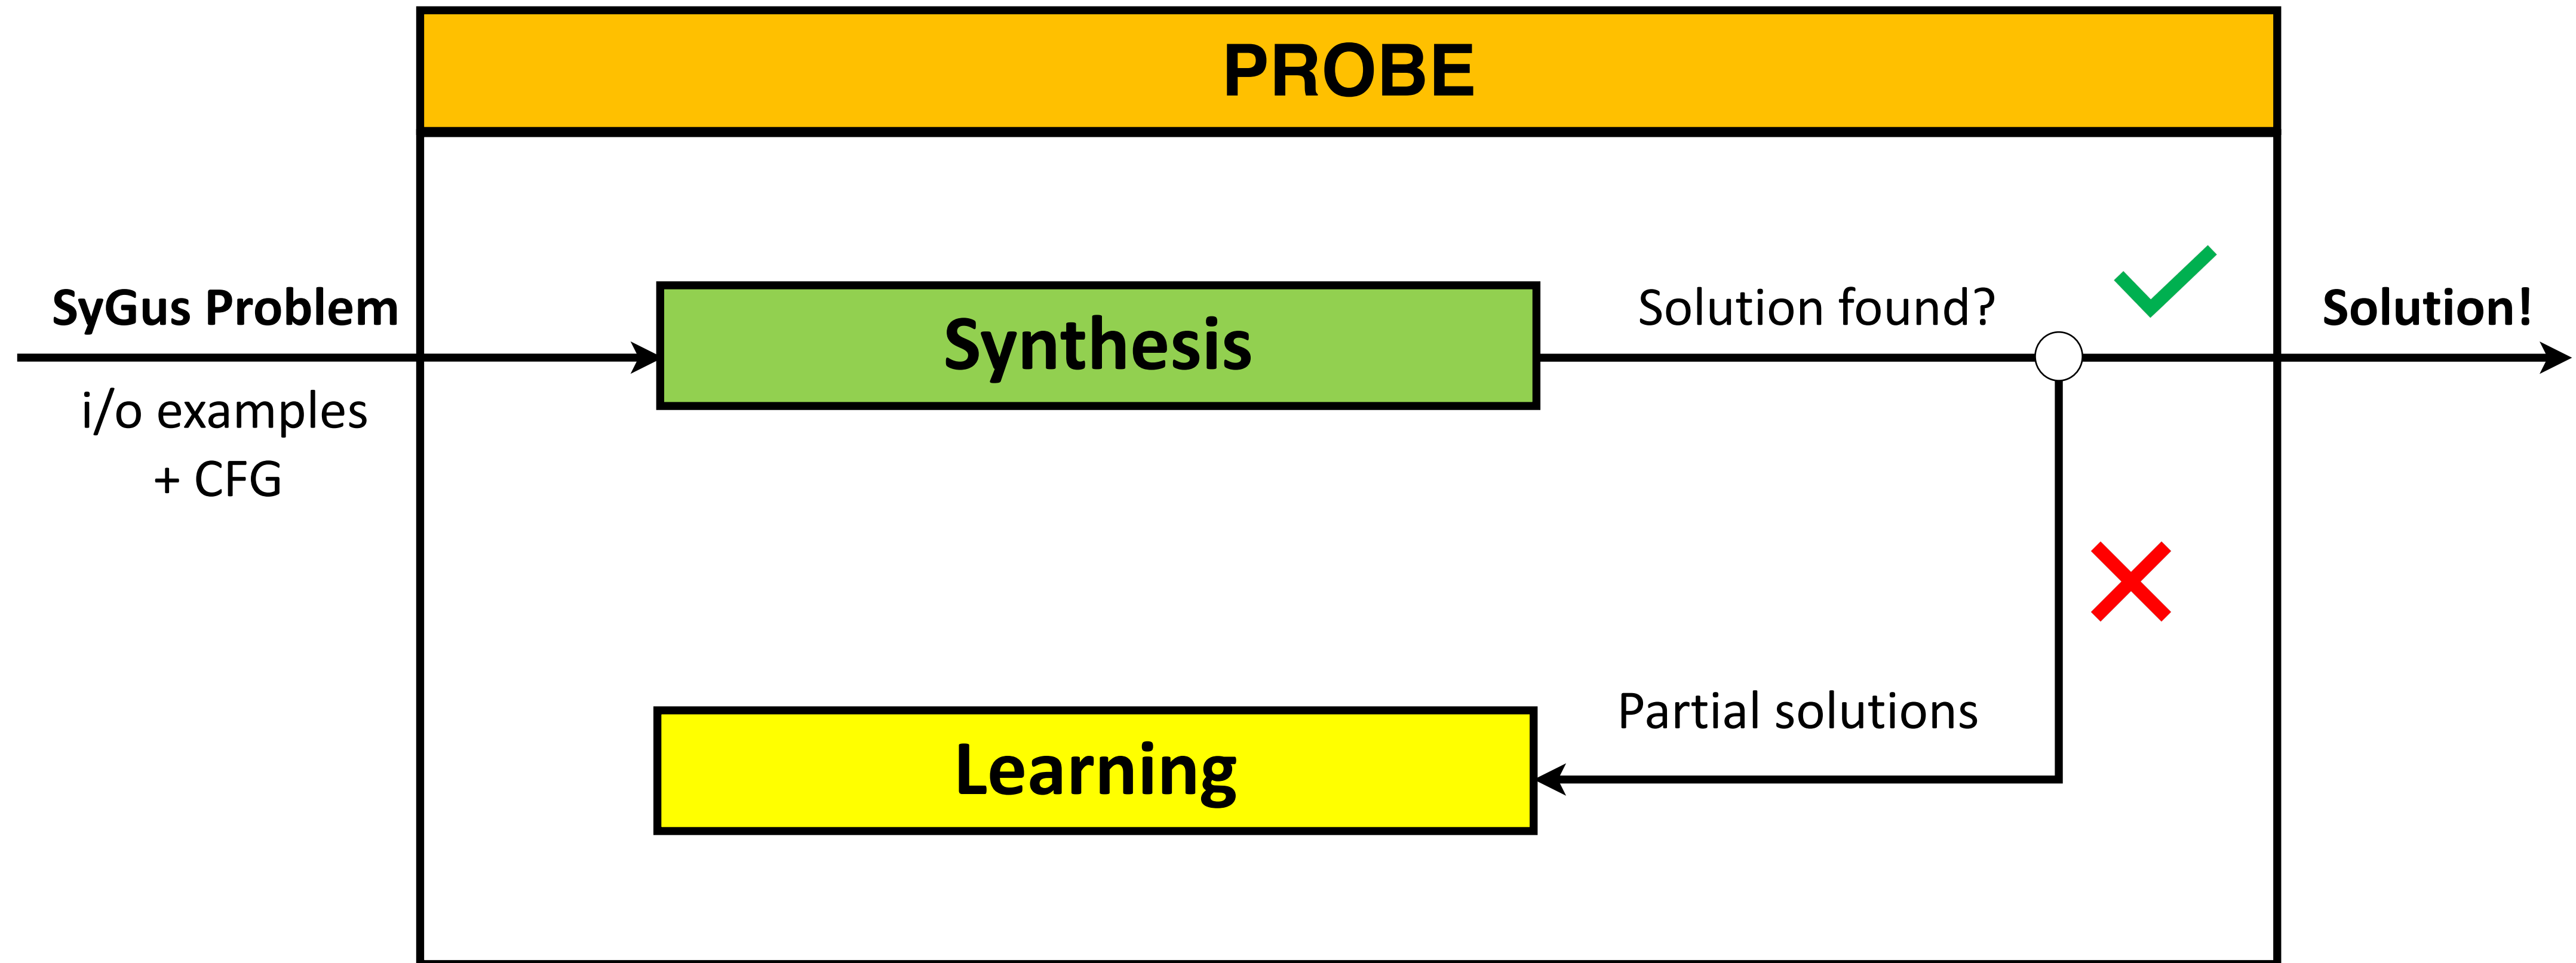 PROBE
SyGus Problem
i/o examples
+ CFG
Synthesis
Solution found?
Solution!
Partial solutions
Learning